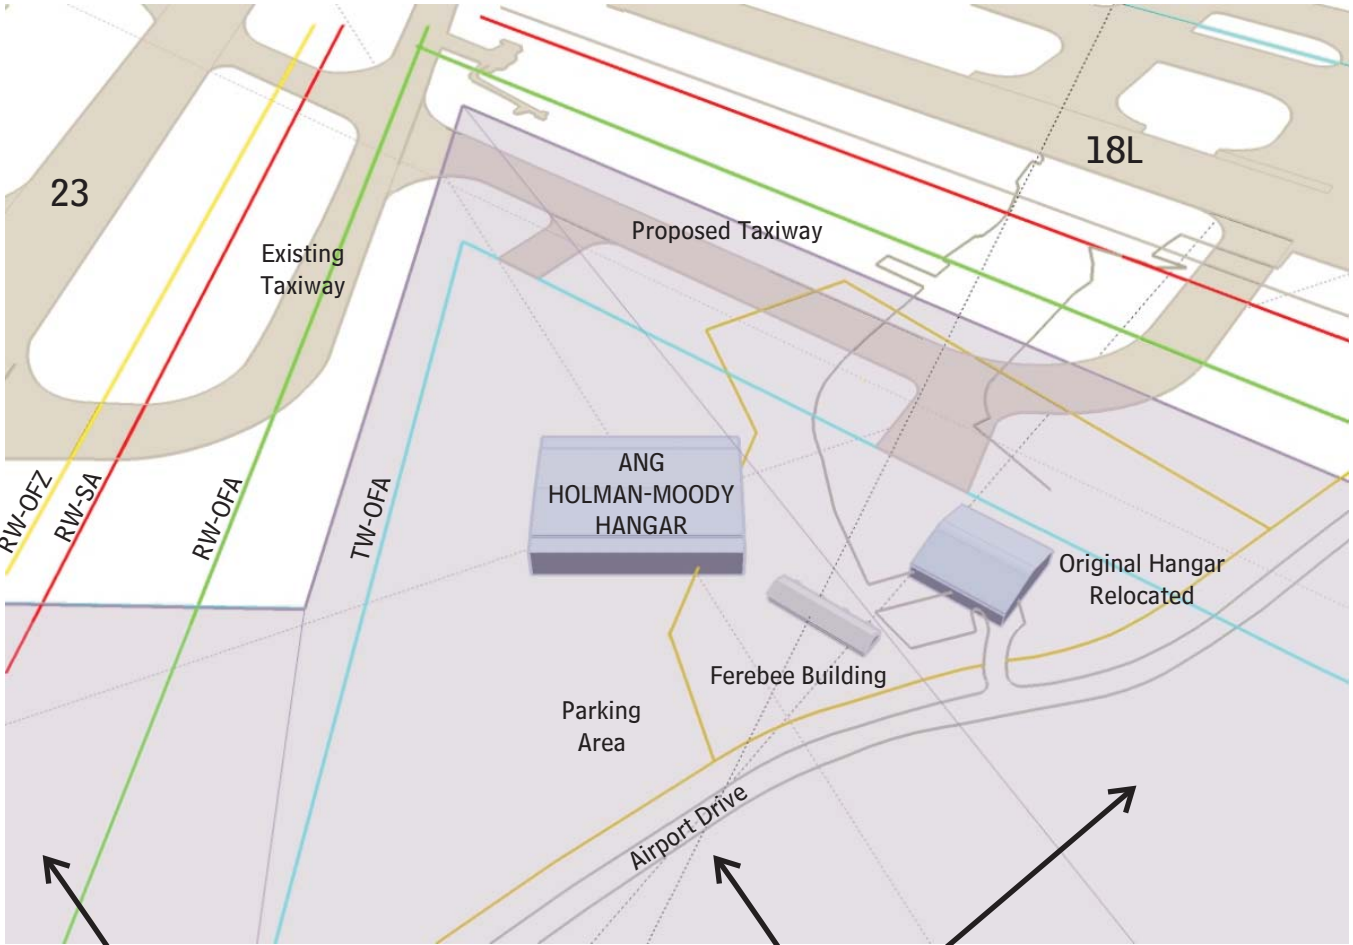 18L
23
Proposed Taxiway
Existing
Taxiway
ANG
HOLMAN-MOODY
HANGAR
RW-OFZ
RW-SA
RW-OFA
TW-OFA
Original Hangar
Relocated
Ferebee Building
Parking
Area
Airport Drive